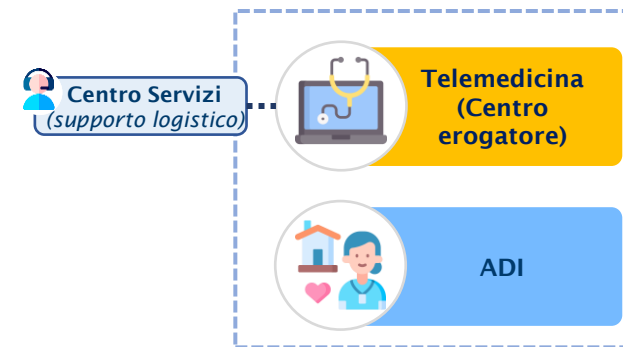 Centro Servizi
(supporto logistico)
Telemedicina
(Centro
erogatore)
ADI